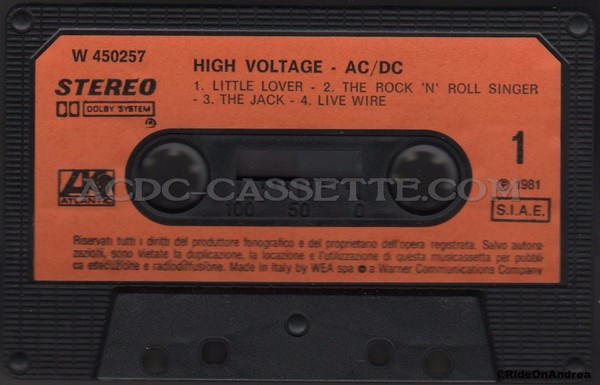 W 450257
HIGH VOLTAGE - AC/DC
STEREO
1. LITTLE LOVER - 2. THE ROCK 'N' ROLL SINGER
- 3. THE JACK - 4. LIVE WIRE
DOLBY SYSTEM
R
1
ATLANTIC
ACDC-CASSETTE.COM
℗ 1981
100 50 0
S.I.A.E.
Riservati tutti i diritti del produttore fonografico e del proprietario dell'opera registrata. Salvo autoriz-
zazioni, sono vietate la duplicazione, la locazione e l'utilizzazione di questa musicassetta per pubbli-
ca esecuzione e radiodiffusione. Made in Italy by WEA spa a Warner Communications Company
©RideOnAndrea